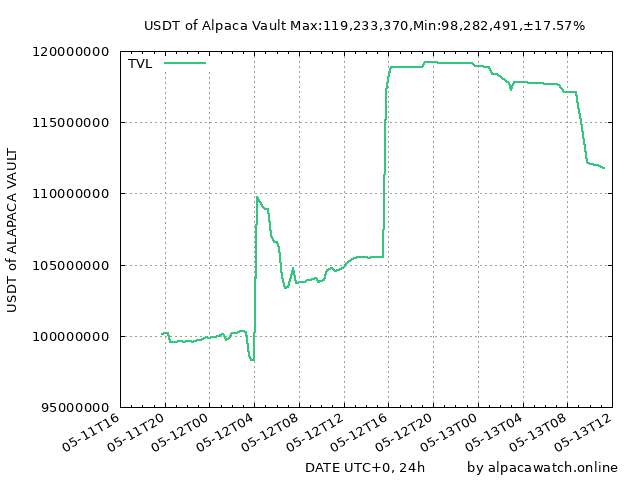 USDT of Alpaca Vault Max:119,233,370,Min:98,282,491,±17.57%
120000000
TVL
115000000
110000000
105000000
100000000
95000000
USDT of ALAPACA VAULT
05-11T16
05-11T20
05-12T00
05-12T04
05-12T08
05-12T12
05-12T16
05-12T20
05-13T00
05-13T04
05-13T08
05-13T12
DATE UTC+0, 24h
by alpacawatch.online